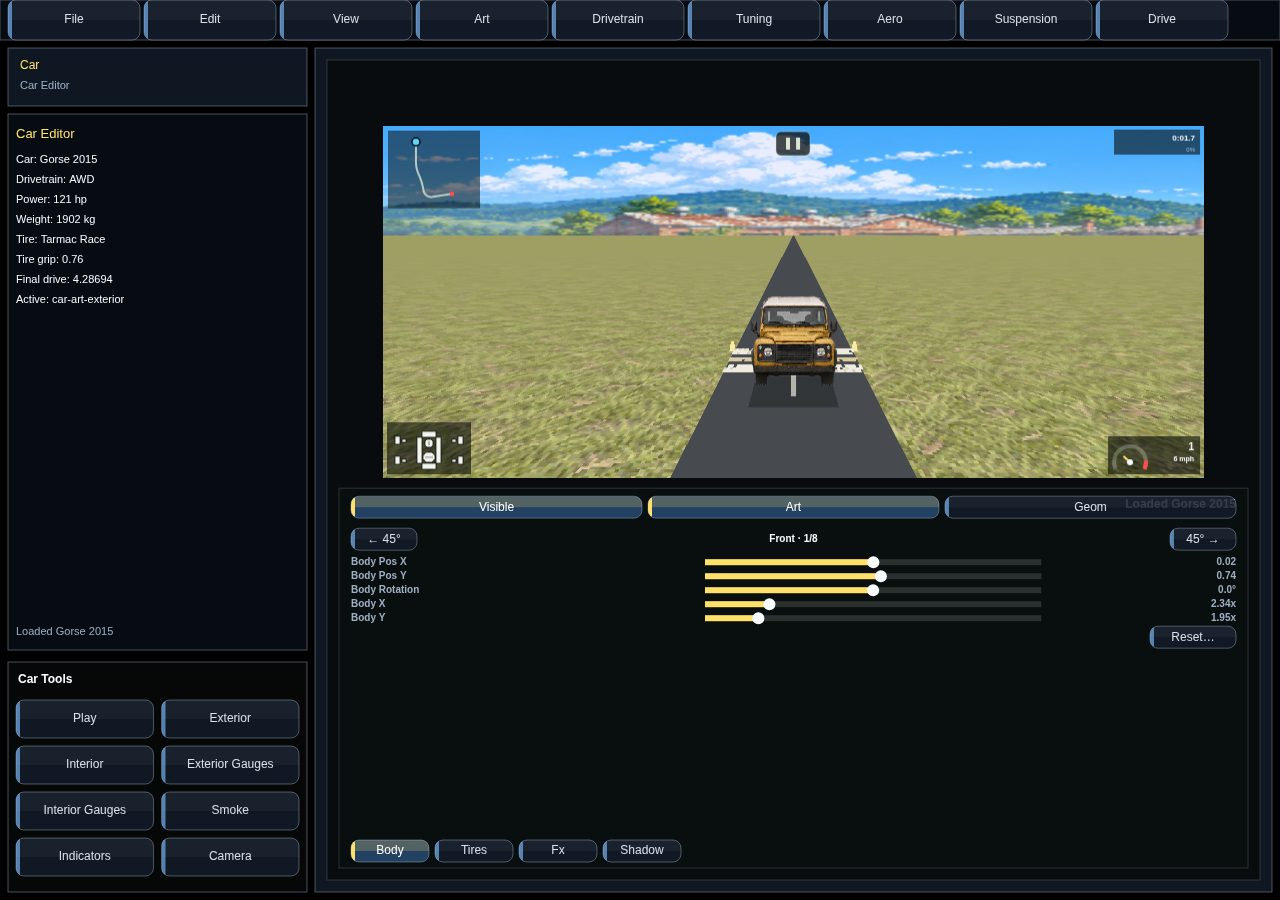 File Edit View Art Drivetrain Tuning Aero Suspension Drive
Car
Car Editor
Car Editor
Car: Gorse 2015
Drivetrain: AWD
Power: 121 hp
Weight: 1902 kg
Tire: Tarmac Race
Tire grip: 0.76
Final drive: 4.28694
Active: car-art-exterior
Loaded Gorse 2015
Car Tools
Play Exterior
Interior Exterior Gauges
Interior Gauges Smoke
Indicators Camera
0:01.7
0%
1
6 mph
Visible Art Geom Loaded Gorse 2015
← 45° Front · 1/8 45° →
Body Pos X 0.02
Body Pos Y 0.74
Body Rotation 0.0°
Body X 2.34x
Body Y 1.95x
Reset…
Body Tires Fx Shadow